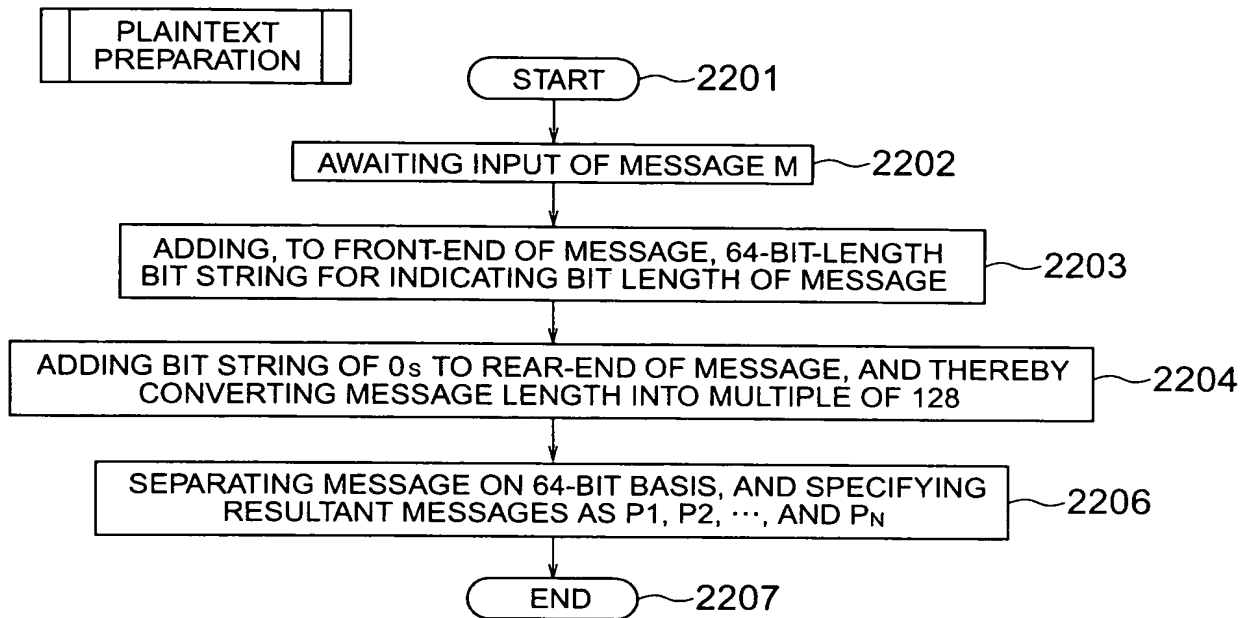 PLAINTEXT
PREPARATION
START
2201
AWAITING INPUT OF MESSAGE M
2202
ADDING, TO FRONT-END OF MESSAGE, 64-BIT-LENGTH
BIT STRING FOR INDICATING BIT LENGTH OF MESSAGE
2203
ADDING BIT STRING OF 0s TO REAR-END OF MESSAGE, AND THEREBY
CONVERTING MESSAGE LENGTH INTO MULTIPLE OF 128
2204
SEPARATING MESSAGE ON 64-BIT BASIS, AND SPECIFYING
RESULTANT MESSAGES AS P1, P2, ···, AND PN
2206
END
2207